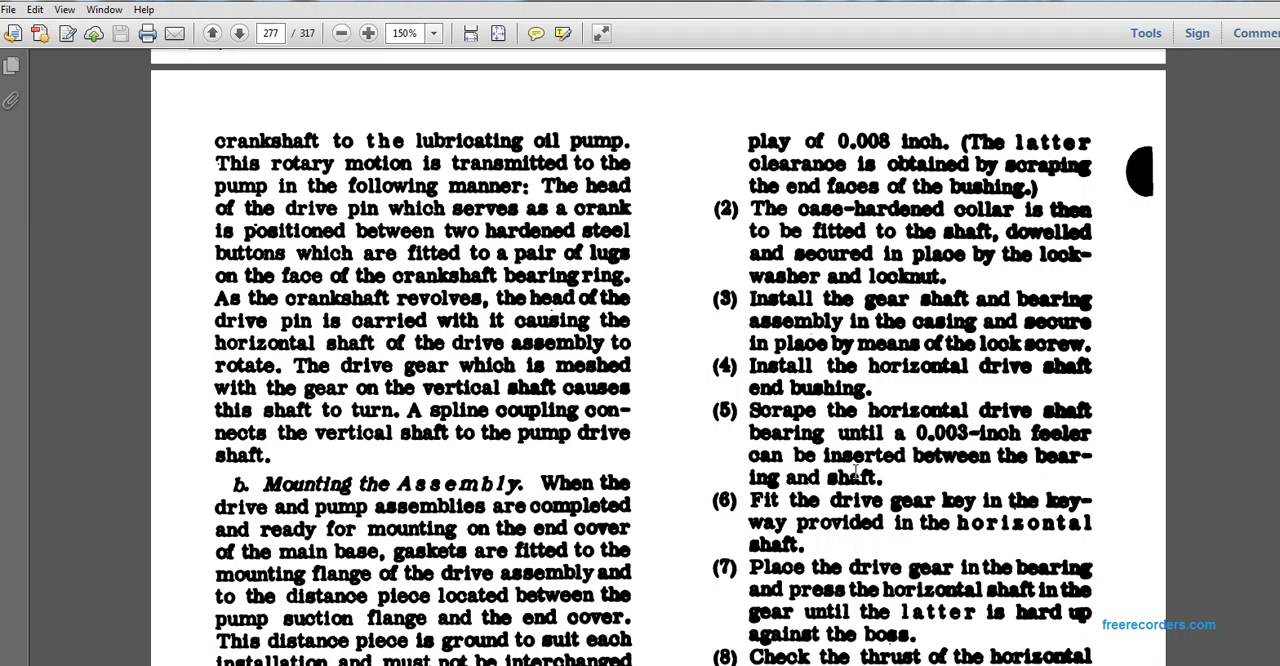 File Edit View Window Help
277 / 317 150% Tools Sign Commen
crankshaft to the lubricating oil pump.
This rotary motion is transmitted to the
pump in the following manner: The head
of the drive pin which serves as a crank
is positioned between two hardened steel
buttons which are fitted to a pair of lugs
on the face of the crankshaft bearing ring.
As the crankshaft revolves, the head of the
drive pin is carried with it causing the
horizontal shaft of the drive assembly to
rotate. The drive gear which is meshed
with the gear on the vertical shaft causes
this shaft to turn. A spline coupling con-
nects the vertical shaft to the pump drive
shaft.
b. Mounting the Assembly. When the
drive and pump assemblies are completed
and ready for mounting on the end cover
of the main base, gaskets are fitted to the
mounting flange of the drive assembly and
to the distance piece located between the
pump suction flange and the end cover.
This distance piece is ground to suit each
installation and must not be interchanged
play of 0.008 inch. (The latter
clearance is obtained by scraping
the end faces of the bushing.)
(2) The case-hardened collar is then
to be fitted to the shaft, dowelled
and secured in place by the lock-
washer and locknut.
(3) Install the gear shaft and bearing
assembly in the casing and secure
in place by means of the lock screw.
(4) Install the horizontal drive shaft
end bushing.
(5) Scrape the horizontal drive shaft
bearing until a 0.003-inch feeler
can be inserted between the bear-
ing and shaft.
(6) Fit the drive gear key in the key-
way provided in the horizontal
shaft.
(7) Place the drive gear in the bearing
and press the horizontal shaft in the
gear until the latter is hard up
against the boss.
(8) Check the thrust of the horizontal
freerecorders.com